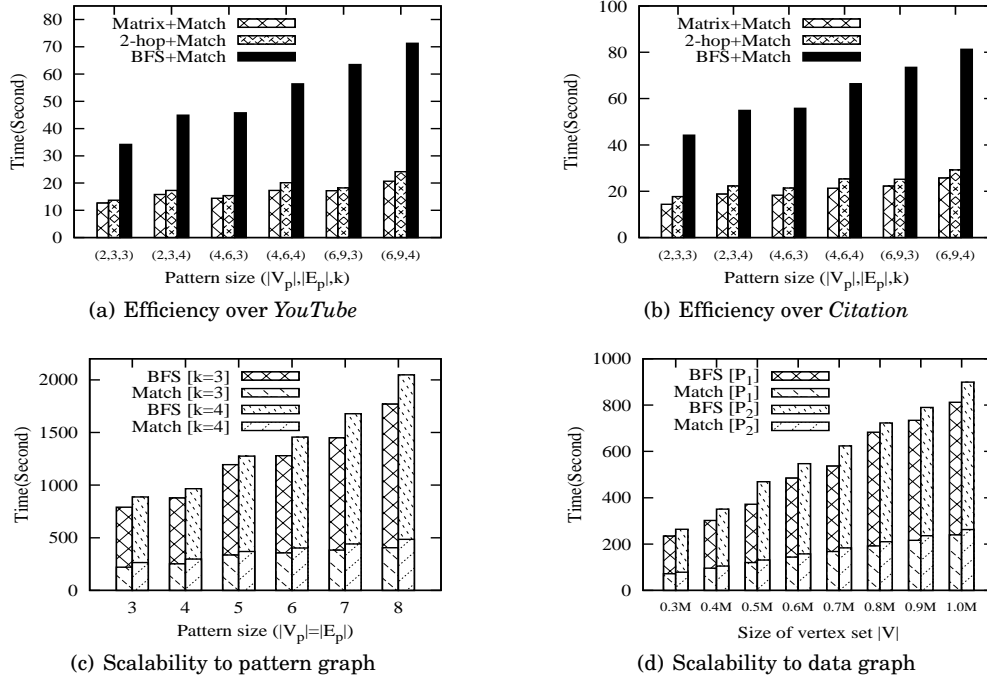 80
70
60
50
40
30
20
10
0
Time(Second)
Matrix+Match
2-hop+Match
BFS+Match
(2,3,3) (2,3,4) (4,6,3) (4,6,4) (6,9,3) (6,9,4)
Pattern size (|V_p|,|E_p|,k)
(a) Efficiency over YouTube
100
80
60
40
20
0
Time(Second)
Matrix+Match
2-hop+Match
BFS+Match
(2,3,3) (2,3,4) (4,6,3) (4,6,4) (6,9,3) (6,9,4)
Pattern size (|V_p|,|E_p|,k)
(b) Efficiency over Citation
2000
1500
1000
500
0
Time(Second)
BFS [k=3]
Match [k=3]
BFS [k=4]
Match [k=4]
3 4 5 6 7 8
Pattern size (|V_p|=|E_p|)
(c) Scalability to pattern graph
1000
800
600
400
200
0
Time(Second)
BFS [P_1]
Match [P_1]
BFS [P_2]
Match [P_2]
0.3M 0.4M 0.5M 0.6M 0.7M 0.8M 0.9M 1.0M
Size of vertex set |V|
(d) Scalability to data graph